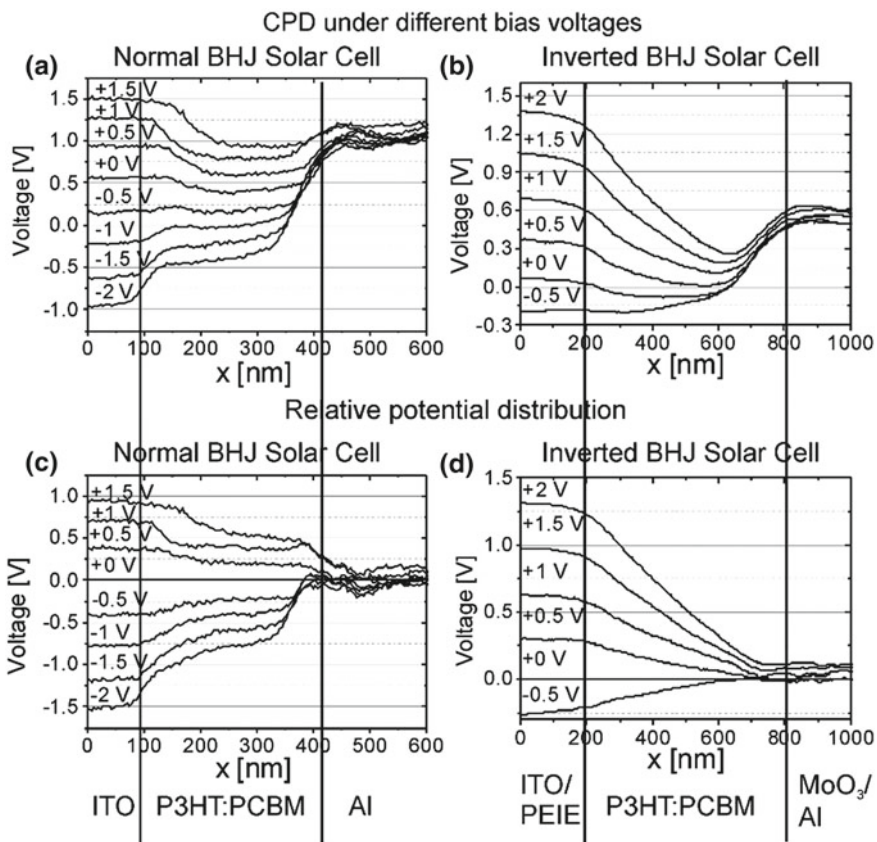 CPD under different bias voltages
(a) Normal BHJ Solar Cell
Voltage [V]
1.5
1.0
0.5
0.0
-0.5
-1.0
+1.5 V
+1 V
+0.5 V
+0 V
-0.5 V
-1 V
-1.5 V
-2 V
0 100 200 300 400 500 600
x [nm]
(b) Inverted BHJ Solar Cell
Voltage [V]
1.5
1.2
0.9
0.6
0.3
0.0
-0.3
+2 V
+1.5 V
+1 V
+0.5 V
+0 V
-0.5 V
0 200 400 600 800 1000
x [nm]
Relative potential distribution
(c) Normal BHJ Solar Cell
Voltage [V]
1.0
0.5
0.0
-0.5
-1.0
-1.5
+1.5 V
+1 V
+0.5 V
+0 V
-0.5 V
-1 V
-1.5 V
-2 V
0 100 200 300 400 500 600
x [nm]
ITO P3HT:PCBM Al
(d) Inverted BHJ Solar Cell
Voltage [V]
1.5
1.0
0.5
0.0
+2 V
+1.5 V
+1 V
+0.5 V
+0 V
-0.5 V
0 200 400 600 800 1000
x [nm]
ITO/
PEIE
P3HT:PCBM
MoO₃/
Al